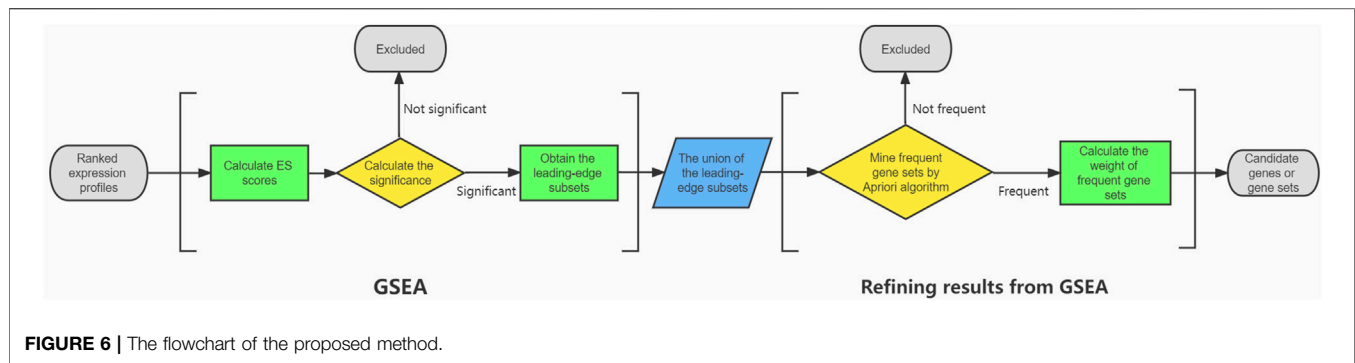 Excluded
Not significant
Ranked
expression
profiles
Calculate ES
scores
Calculate the
significance
Significant
Obtain the
leading-edge
subsets
The union of
the leading-
edge subsets
Excluded
Not frequent
Mine frequent
gene sets by
Apriori algorithm
Frequent
Calculate the
weight of
frequent gene
sets
Candidate
genes or
gene sets
GSEA
Refining results from GSEA
FIGURE 6 | The flowchart of the proposed method.